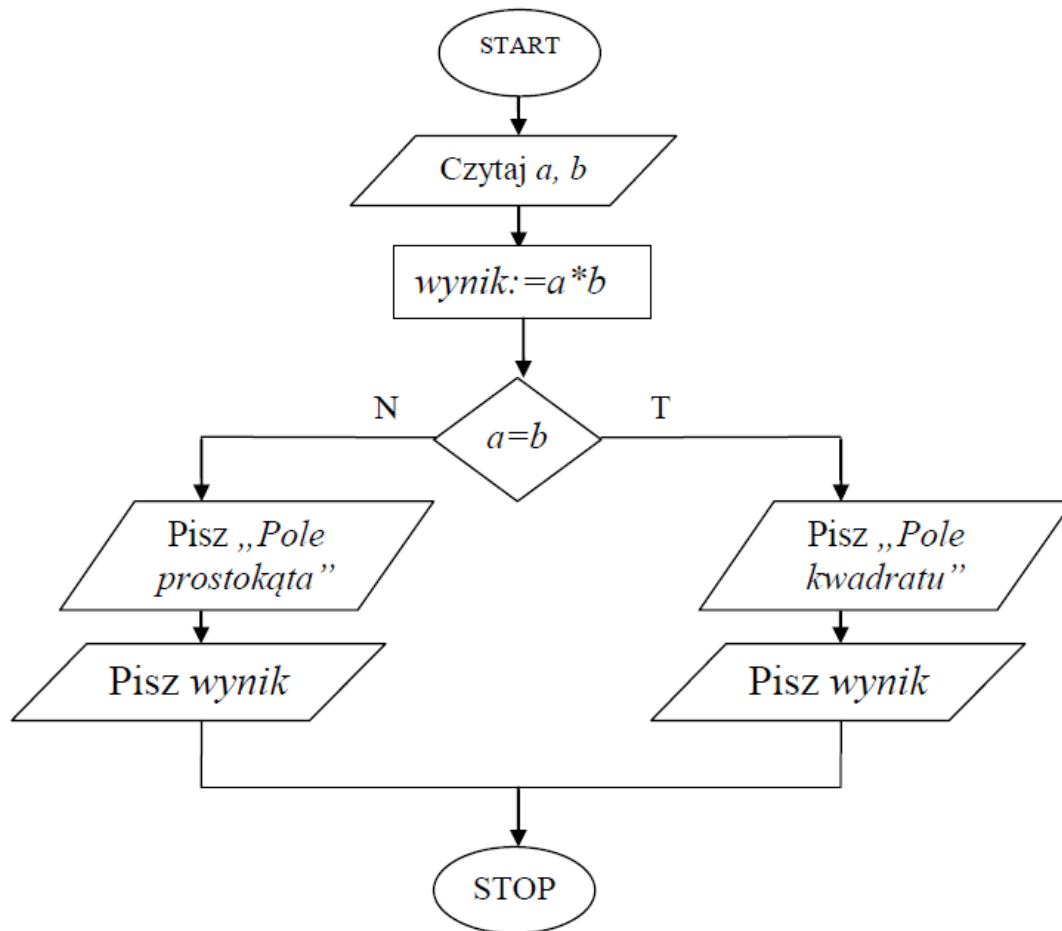 START
Czytaj a, b
wynik:=a*b
N
T
a=b
Pisz „Pole
prostokąta”
Pisz „Pole
kwadratu”
Pisz wynik
Pisz wynik
STOP